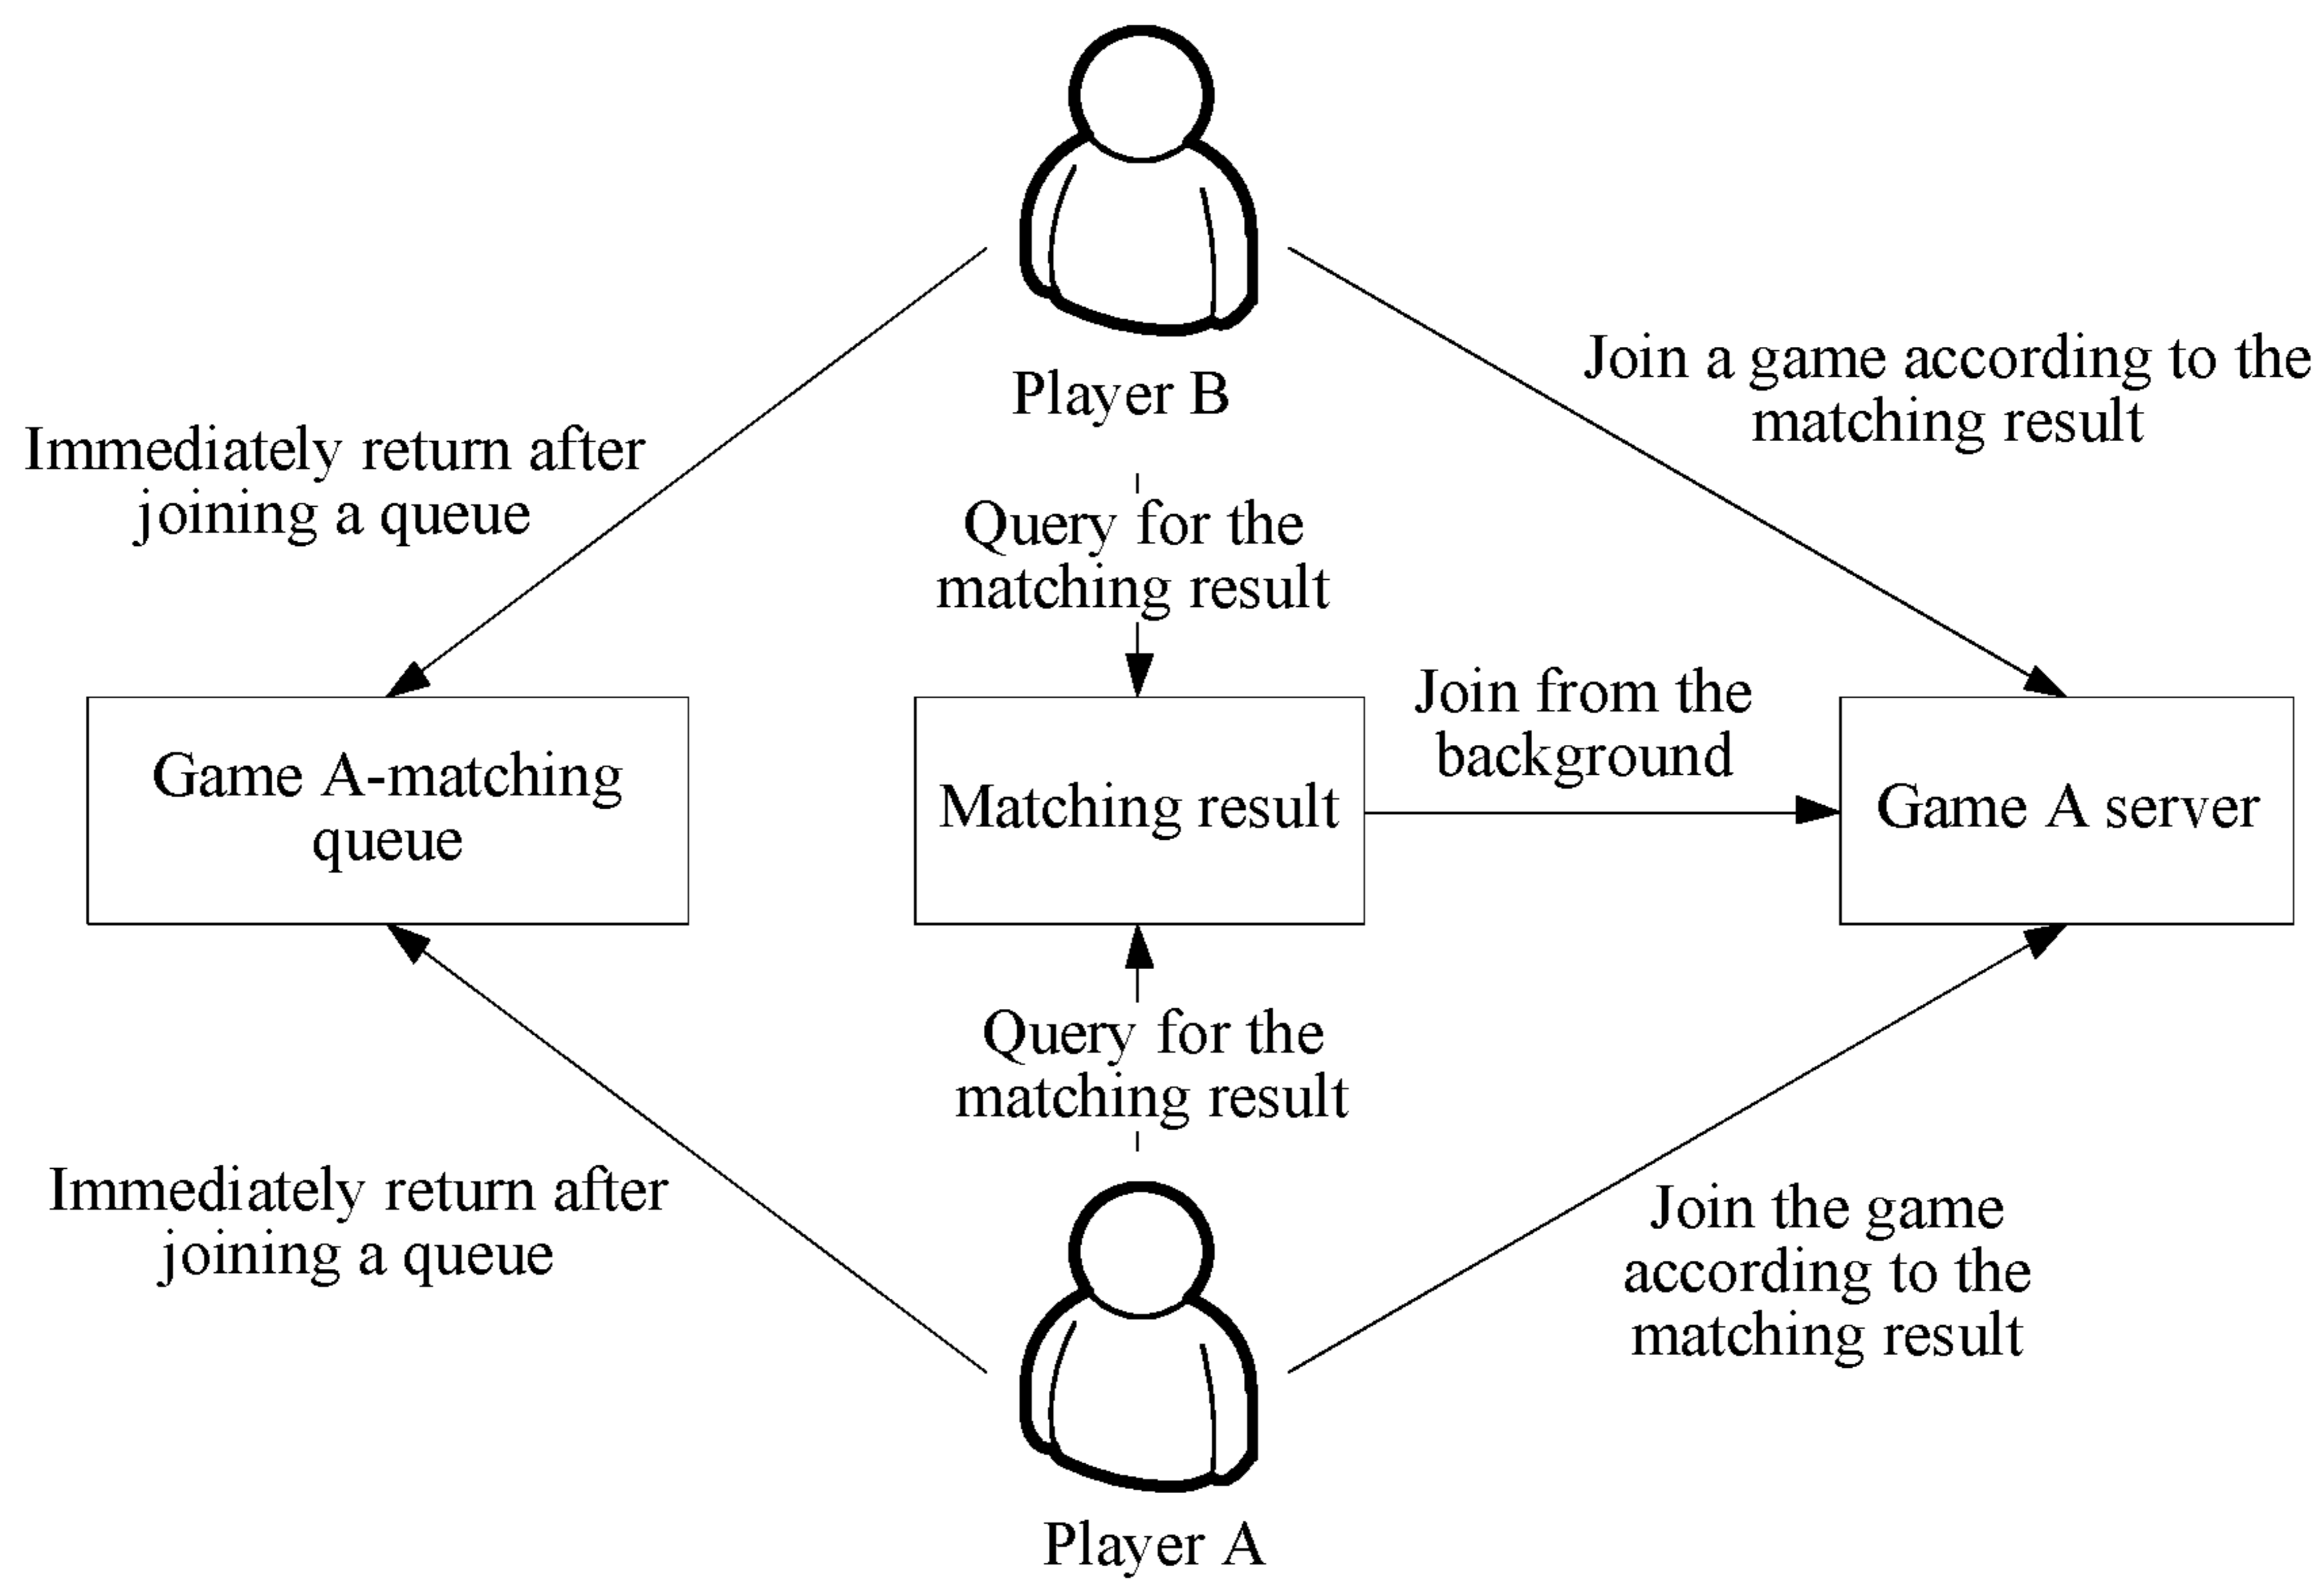 Player B
Join a game according to the
matching result
Immediately return after
joining a queue
Query for the
matching result
Join from the
background
Game A-matching
queue
Matching result
Game A server
Query for the
matching result
Immediately return after
joining a queue
Join the game
according to the
matching result
Player A